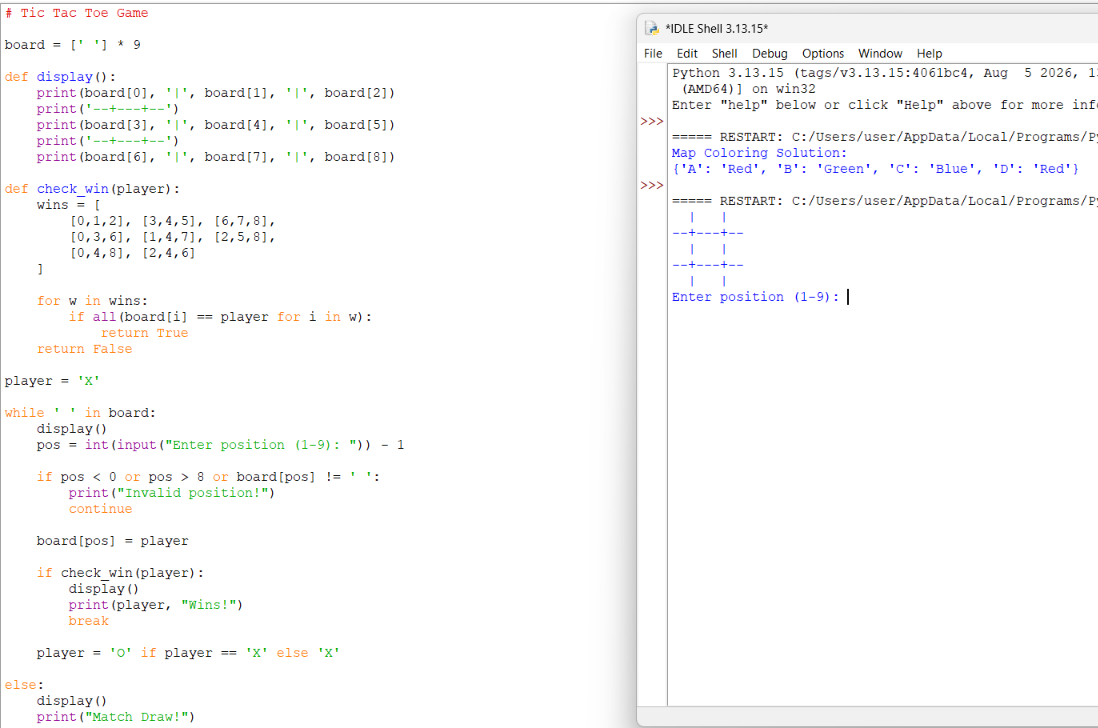 # Tic Tac Toe Game

board = [' '] * 9

def display():
    print(board[0], '|', board[1], '|', board[2])
    print('--+---+--')
    print(board[3], '|', board[4], '|', board[5])
    print('--+---+--')
    print(board[6], '|', board[7], '|', board[8])

def check_win(player):
    wins = [
        [0,1,2], [3,4,5], [6,7,8],
        [0,3,6], [1,4,7], [2,5,8],
        [0,4,8], [2,4,6]
    ]

    for w in wins:
        if all(board[i] == player for i in w):
            return True
    return False

player = 'X'

while ' ' in board:
    display()
    pos = int(input("Enter position (1-9): ")) - 1

    if pos < 0 or pos > 8 or board[pos] != ' ':
        print("Invalid position!")
        continue

    board[pos] = player

    if check_win(player):
        display()
        print(player, "Wins!")
        break

    player = 'O' if player == 'X' else 'X'

else:
    display()
    print("Match Draw!")

*IDLE Shell 3.13.15*
File Edit Shell Debug Options Window Help
Python 3.13.15 (tags/v3.13.15:4061bc4, Aug  5 2026, 1
 (AMD64)] on win32
Enter "help" below or click "Help" above for more
>>>
===== RESTART: C:/Users/user/AppData/Local/Programs/
Map Coloring Solution:
{'A': 'Red', 'B': 'Green', 'C': 'Blue', 'D': 'Red'}
>>>
===== RESTART: C:/Users/user/AppData/Local/Programs/
  |   |
--+---+--
  |   |
--+---+--
  |   |
Enter position (1-9):